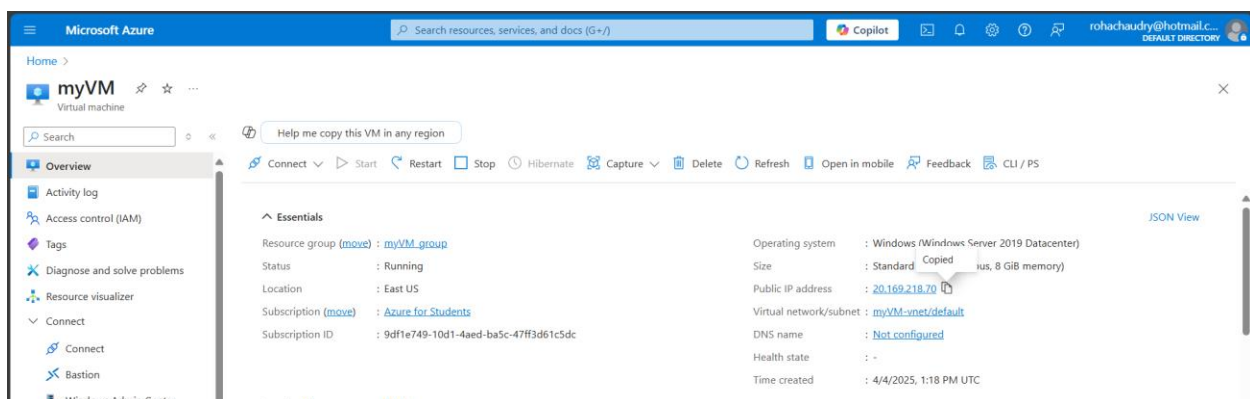 Microsoft Azure
Search resources, services, and docs (G+/)
Copilot
rohachaudry@hotmail.c...
DEFAULT DIRECTORY
Home >
myVM
Virtual machine
Search
Help me copy this VM in any region
Connect Start Restart Stop Hibernate Capture Delete Refresh Open in mobile Feedback CLI / PS
Overview
Activity log
Access control (IAM)
Tags
Diagnose and solve problems
Resource visualizer
Connect
Connect
Bastion
Essentials
JSON View
Resource group (move) : myVM_group
Status : Running
Location : East US
Subscription (move) : Azure for Students
Subscription ID : 9df1e749-10d1-4aed-ba5c-47ff3d61c5dc
Operating system : Windows (Windows Server 2019 Datacenter)
Copied
Size : Standard 8 GiB memory)
Public IP address : 20.169.218.70
Virtual network/subnet : myVM-vnet/default
DNS name : Not configured
Health state : -
Time created : 4/4/2025, 1:18 PM UTC